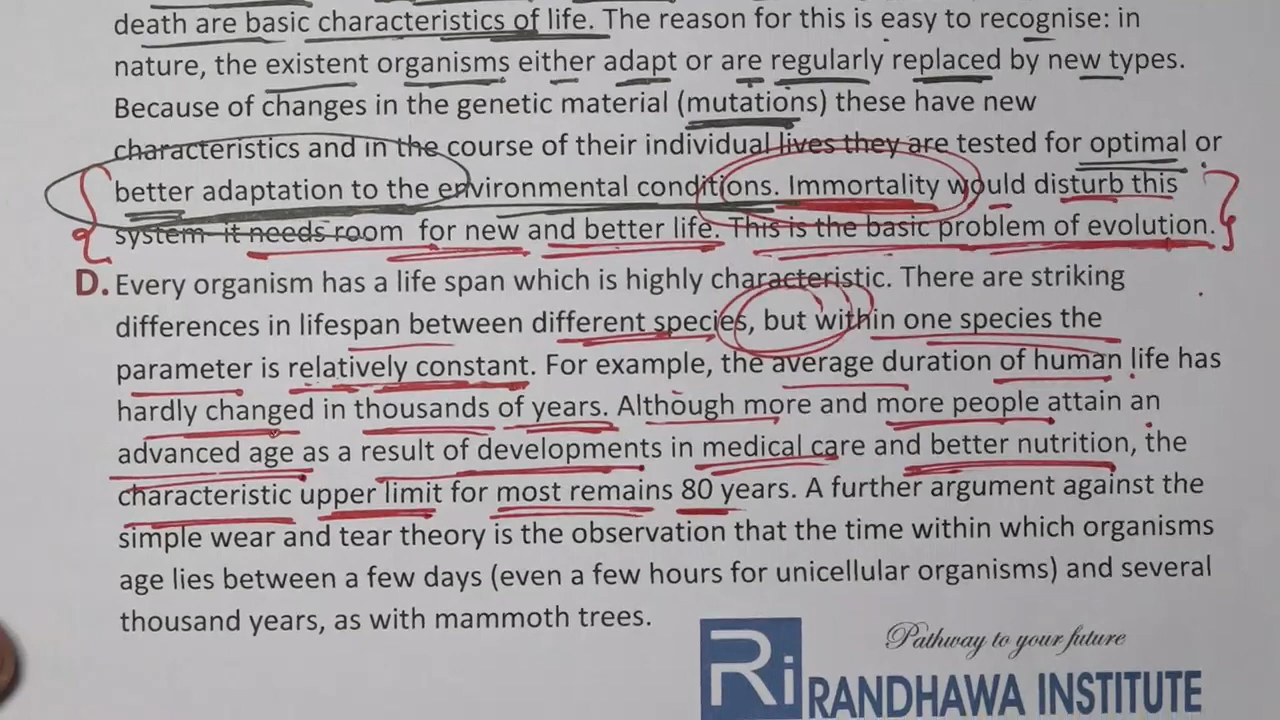 death are basic characteristics of life. The reason for this is easy to recognise: in
nature, the existent organisms either adapt or are regularly replaced by new types.
Because of changes in the genetic material (mutations) these have new
characteristics and in the course of their individual lives they are tested for optimal or
better adaptation to the environmental conditions. Immortality would disturb this
system it needs room for new and better life. This is the basic problem of evolution.
D. Every organism has a life span which is highly characteristic. There are striking
differences in lifespan between different species, but within one species the
parameter is relatively constant. For example, the average duration of human life has
hardly changed in thousands of years. Although more and more people attain an
advanced age as a result of developments in medical care and better nutrition, the
characteristic upper limit for most remains 80 years. A further argument against the
simple wear and tear theory is the observation that the time within which organisms
age lies between a few days (even a few hours for unicellular organisms) and several
thousand years, as with mammoth trees.
Ri
Pathway to your future
RANDHAWA INSTITUTE